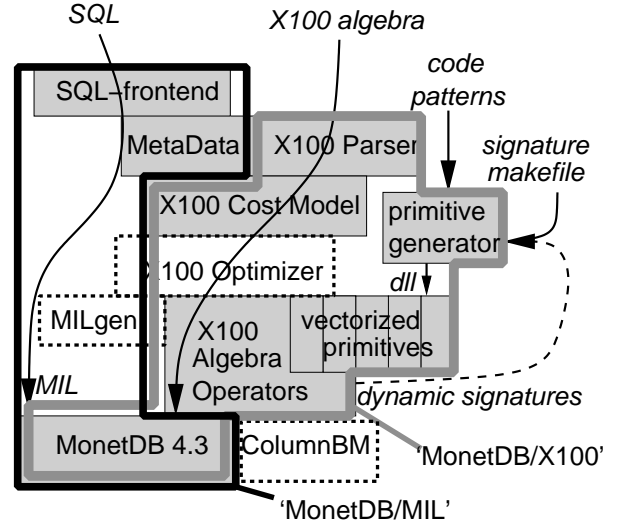 SQL
X100 algebra
code
patterns
SQL–frontend
MetaData
X100 Parser
signature
makefile
X100 Cost Model
primitive
generator
X100 Optimizer
dll
MILgen
X100
Algebra
Operators
vectorized
primitives
MIL
dynamic signatures
MonetDB 4.3
ColumnBM
'MonetDB/X100'
'MonetDB/MIL'